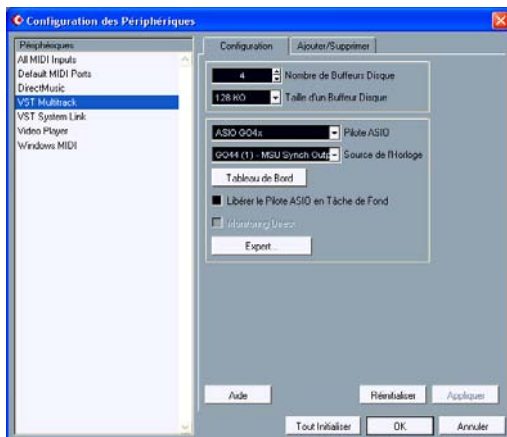 Configuration des Périphériques
Périphériques
All MIDI Inputs
Default MIDI Ports
DirectMusic
VST Multitrack
VST System Link
Video Player
Windows MIDI
Configuration
Ajouter/Supprimer
4 Nombre de Buffeurs Disque
128 KO Taille d'un Buffeur Disque
ASIO GO4x Pilote ASIO
GO44 (1) - MSU Synch Outp Source de l'Horloge
Tableau de Bord
Libérer le Pilote ASIO en Tâche de Fond
Monitoring Direct
Expert...
Aide
Réinitialiser
Appliquer
Tout Initialiser
OK
Annuler